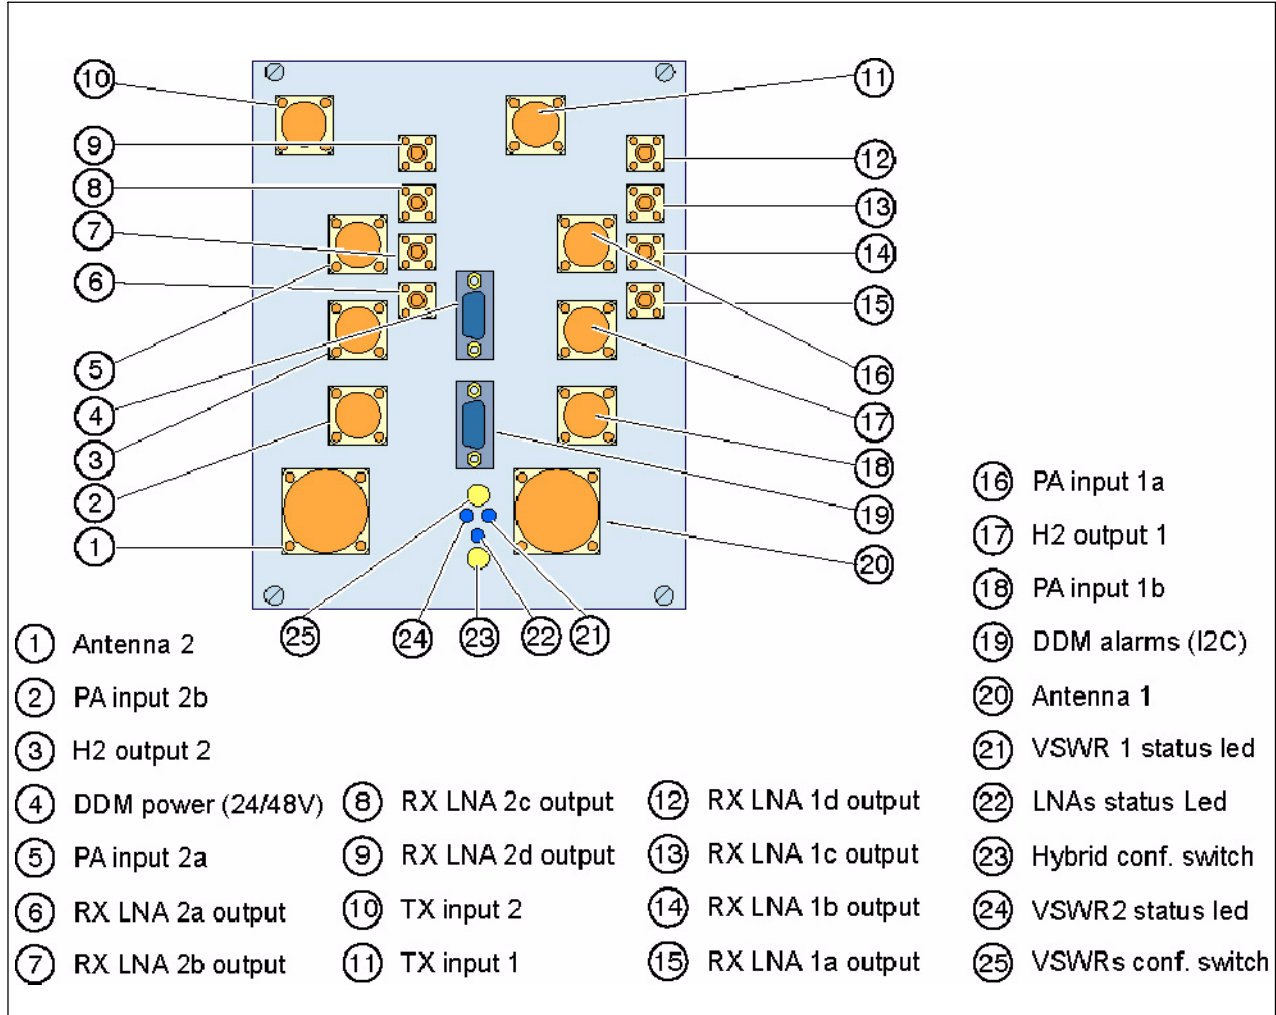 10
9
8
7
6
5
4
3
2
1
11
12
13
14
15
16
17
18
19
20
25
24
23
22
21
1 Antenna 2
2 PA input 2b
3 H2 output 2
4 DDM power (24/48V)
5 PA input 2a
6 RX LNA 2a output
7 RX LNA 2b output
8 RX LNA 2c output
9 RX LNA 2d output
10 TX input 2
11 TX input 1
12 RX LNA 1d output
13 RX LNA 1c output
14 RX LNA 1b output
15 RX LNA 1a output
16 PA input 1a
17 H2 output 1
18 PA input 1b
19 DDM alarms (I2C)
20 Antenna 1
21 VSWR 1 status led
22 LNAs status Led
23 Hybrid conf. switch
24 VSWR2 status led
25 VSWRs conf. switch